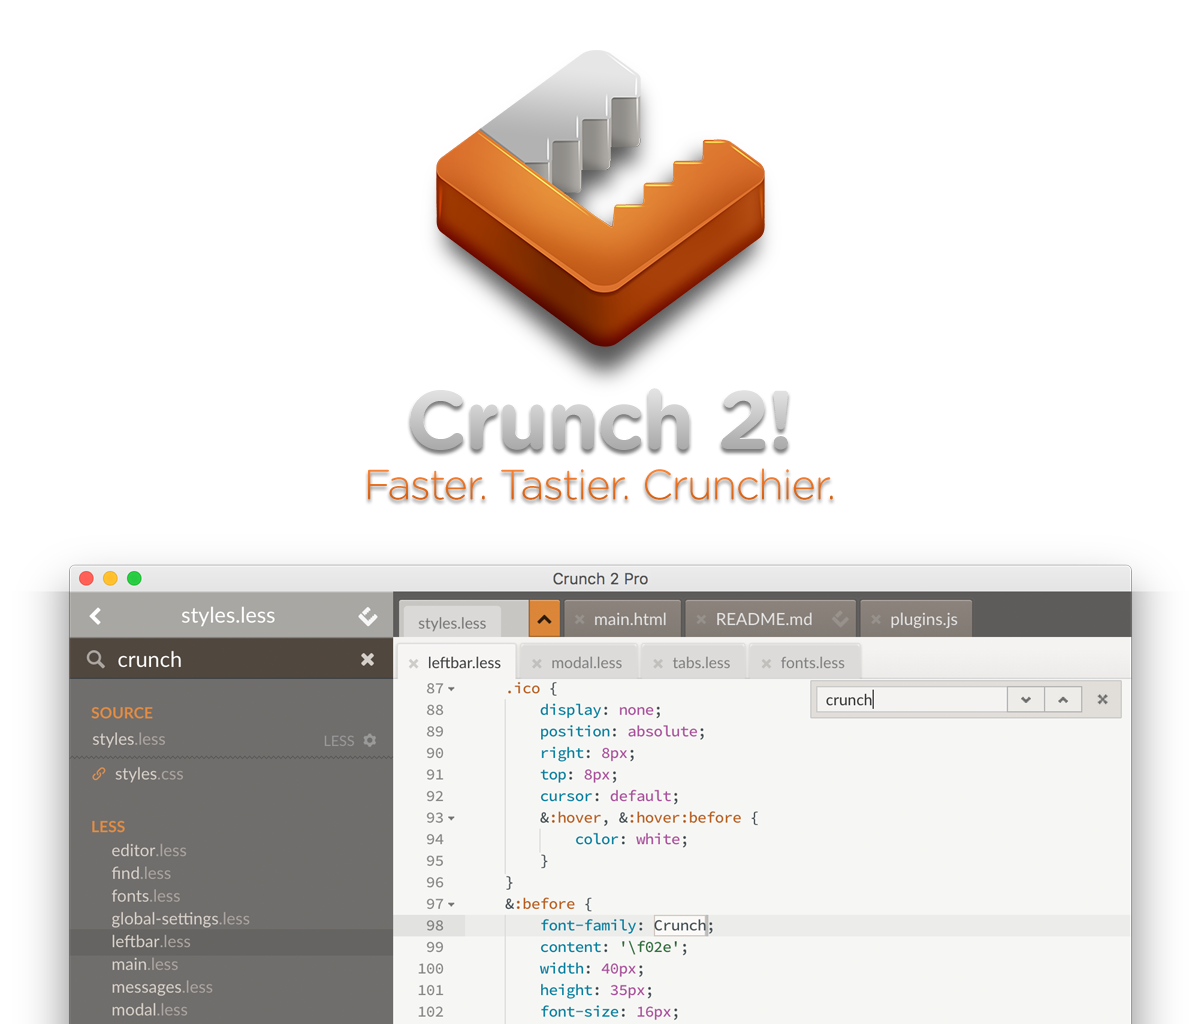 Crunch 2!
Faster. Tastier. Crunchier.
Crunch 2 Pro
styles.less
crunch
SOURCE
styles.less LESS
styles.css
LESS
editor.less
find.less
fonts.less
global-settings.less
leftbar.less
main.less
messages.less
modal.less
styles.less main.html README.md plugins.js
leftbar.less modal.less tabs.less fonts.less
crunch
87 .ico {
88 display: none;
89 position: absolute;
90 right: 8px;
91 top: 8px;
92 cursor: default;
93 &:hover, &:hover:before {
94 color: white;
95 }
96 }
97 &:before {
98 font-family: Crunch;
99 content: '\f02e';
100 width: 40px;
101 height: 35px;
102 font-size: 16px;